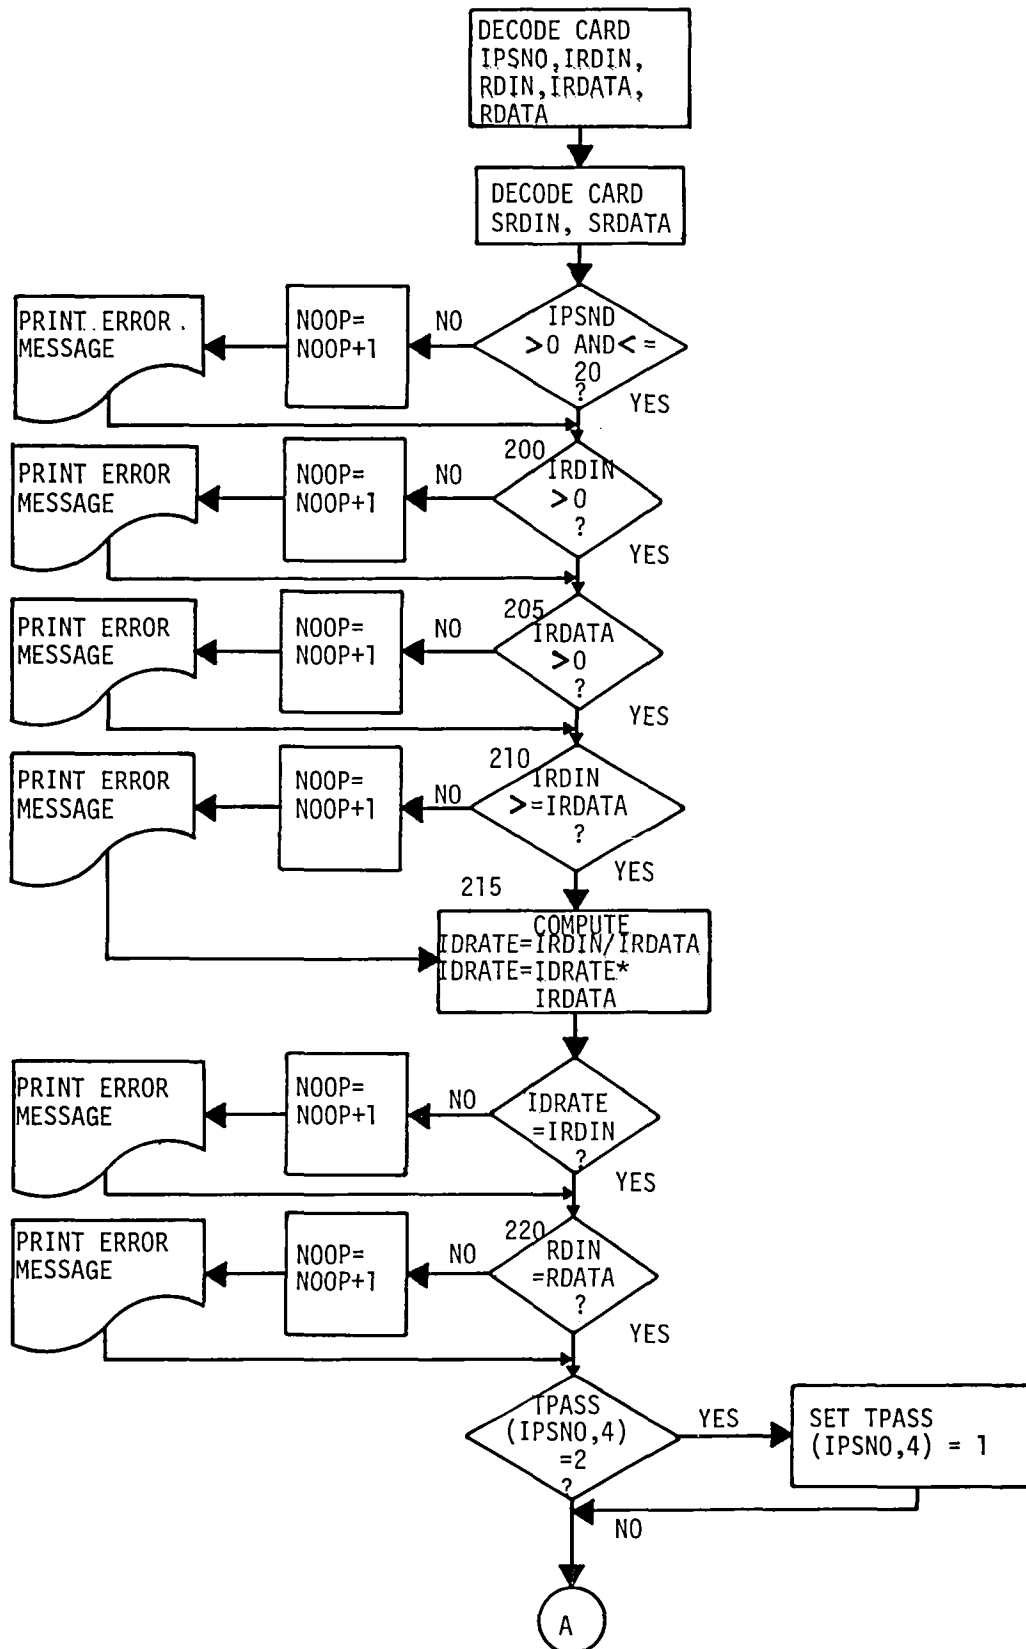 DECODE CARD
IPSNO,IRDIN,
RDIN,IRDATA,
RDATA
DECODE CARD
SRDIN, SRDATA
IPSND
>0 AND<=
20
?
NO
YES
NOOP=
NOOP+1
PRINT ERROR
MESSAGE
200
IRDIN
>0
?
NO
YES
NOOP=
NOOP+1
PRINT ERROR
MESSAGE
205
IRDATA
>0
?
NO
YES
NOOP=
NOOP+1
PRINT ERROR
MESSAGE
210
IRDIN
>=IRDATA
?
NO
YES
NOOP=
NOOP+1
PRINT ERROR
MESSAGE
215
COMPUTE
IDRATE=IRDIN/IRDATA
IDRATE=IDRATE*
IRDATA
IDRATE
=IRDIN
?
NO
YES
NOOP=
NOOP+1
PRINT ERROR
MESSAGE
220
RDIN
=RDATA
?
NO
YES
NOOP=
NOOP+1
PRINT ERROR
MESSAGE
TPASS
(IPSNO,4)
=2
?
YES
SET TPASS
(IPSNO,4) = 1
NO
A